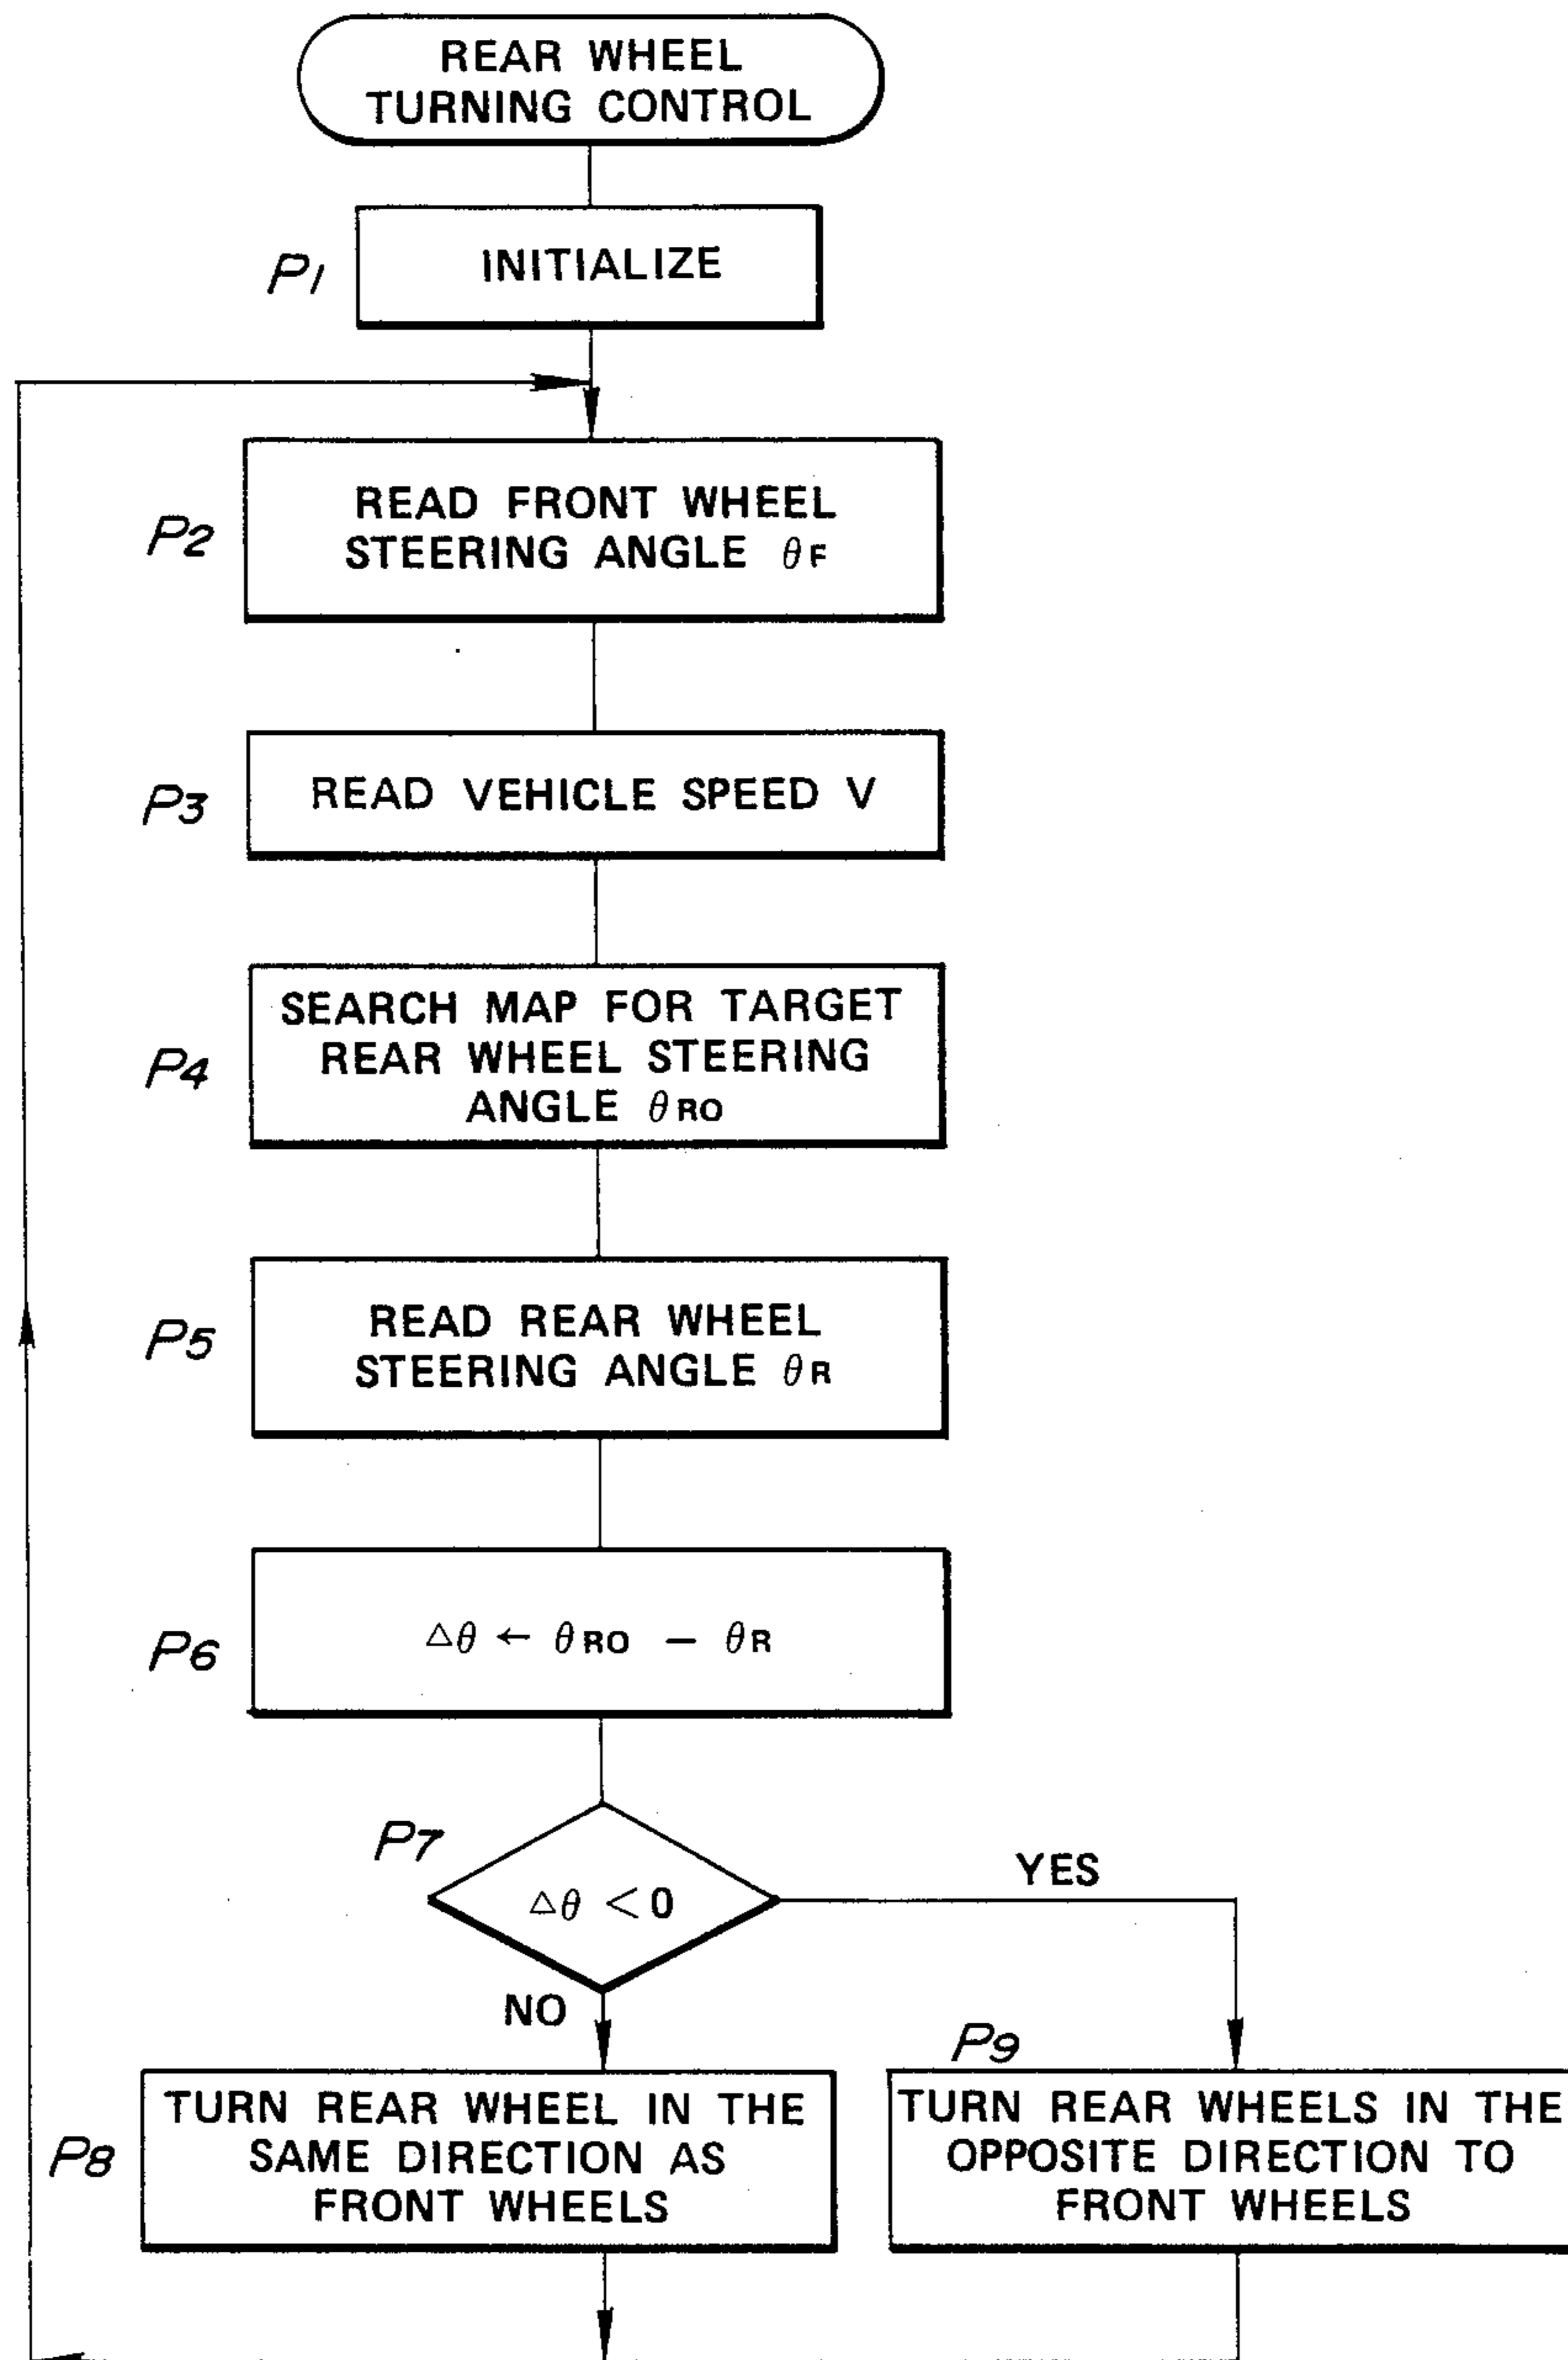 REAR WHEEL
TURNING CONTROL
P1
INITIALIZE
P2
READ FRONT WHEEL
STEERING ANGLE θF
P3
READ VEHICLE SPEED V
P4
SEARCH MAP FOR TARGET
REAR WHEEL STEERING
ANGLE θRO
P5
READ REAR WHEEL
STEERING ANGLE θR
P6
△θ ← θRO − θR
P7
△θ < 0
YES
NO
P8
TURN REAR WHEEL IN THE
SAME DIRECTION AS
FRONT WHEELS
P9
TURN REAR WHEELS IN THE
OPPOSITE DIRECTION TO
FRONT WHEELS